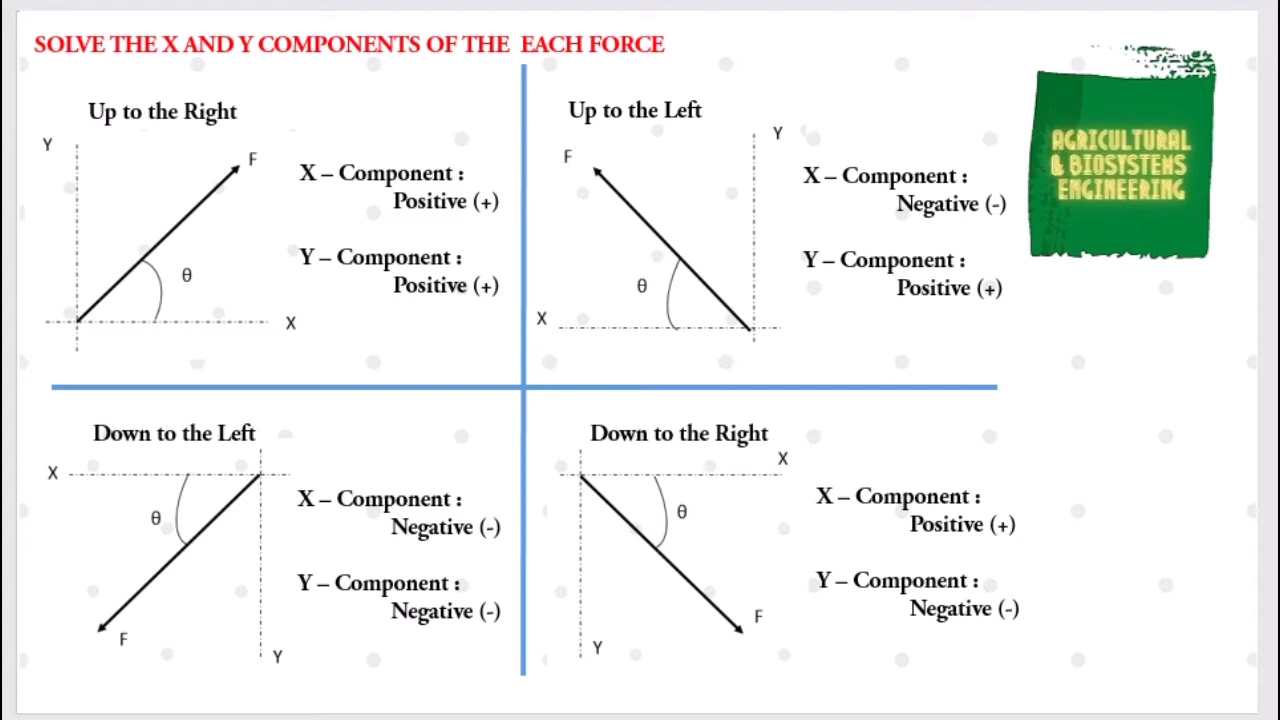 SOLVE THE X AND Y COMPONENTS OF THE EACH FORCE
Up to the Right
Y
F
θ
X
X – Component :
Positive (+)
Y – Component :
Positive (+)
Up to the Left
Y
F
θ
X
X – Component :
Negative (-)
Y – Component :
Positive (+)
AGRICULTURAL
& BIOSYSTEMS
ENGINEERING
Down to the Left
X
θ
F
Y
X – Component :
Negative (-)
Y – Component :
Negative (-)
Down to the Right
X
θ
F
Y
X – Component :
Positive (+)
Y – Component :
Negative (-)